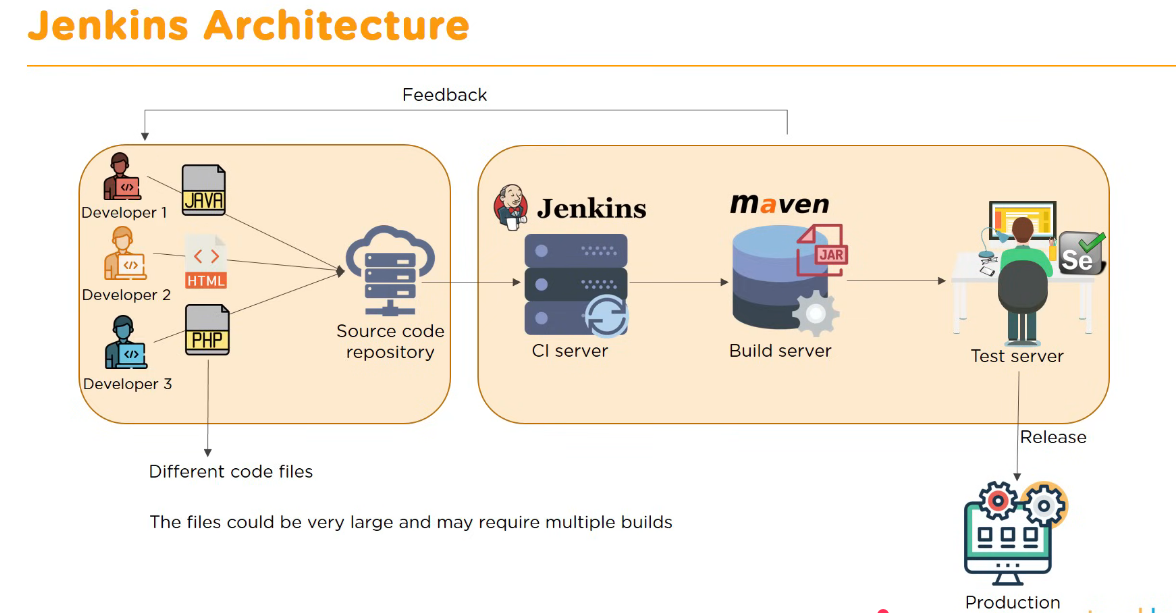 Jenkins Architecture
Feedback
Developer 1
JAVA
Developer 2
HTML
Developer 3
PHP
Source code
repository
Jenkins
CI server
maven
JAR
Build server
Se
Test server
Release
Different code files
The files could be very large and may require multiple builds
Production